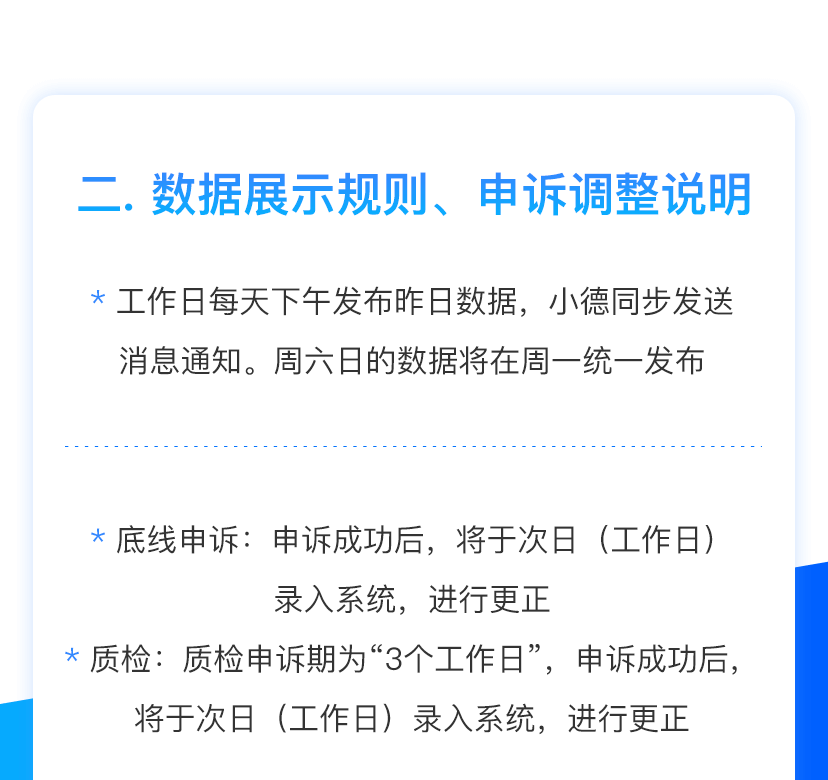 二. 数据展示规则、申诉调整说明
* 工作日每天下午发布昨日数据，小德同步发送
消息通知。周六日的数据将在周一统一发布
* 底线申诉：申诉成功后，将于次日（工作日）
录入系统，进行更正
* 质检：质检申诉期为“3个工作日”，申诉成功后，
将于次日（工作日）录入系统，进行更正